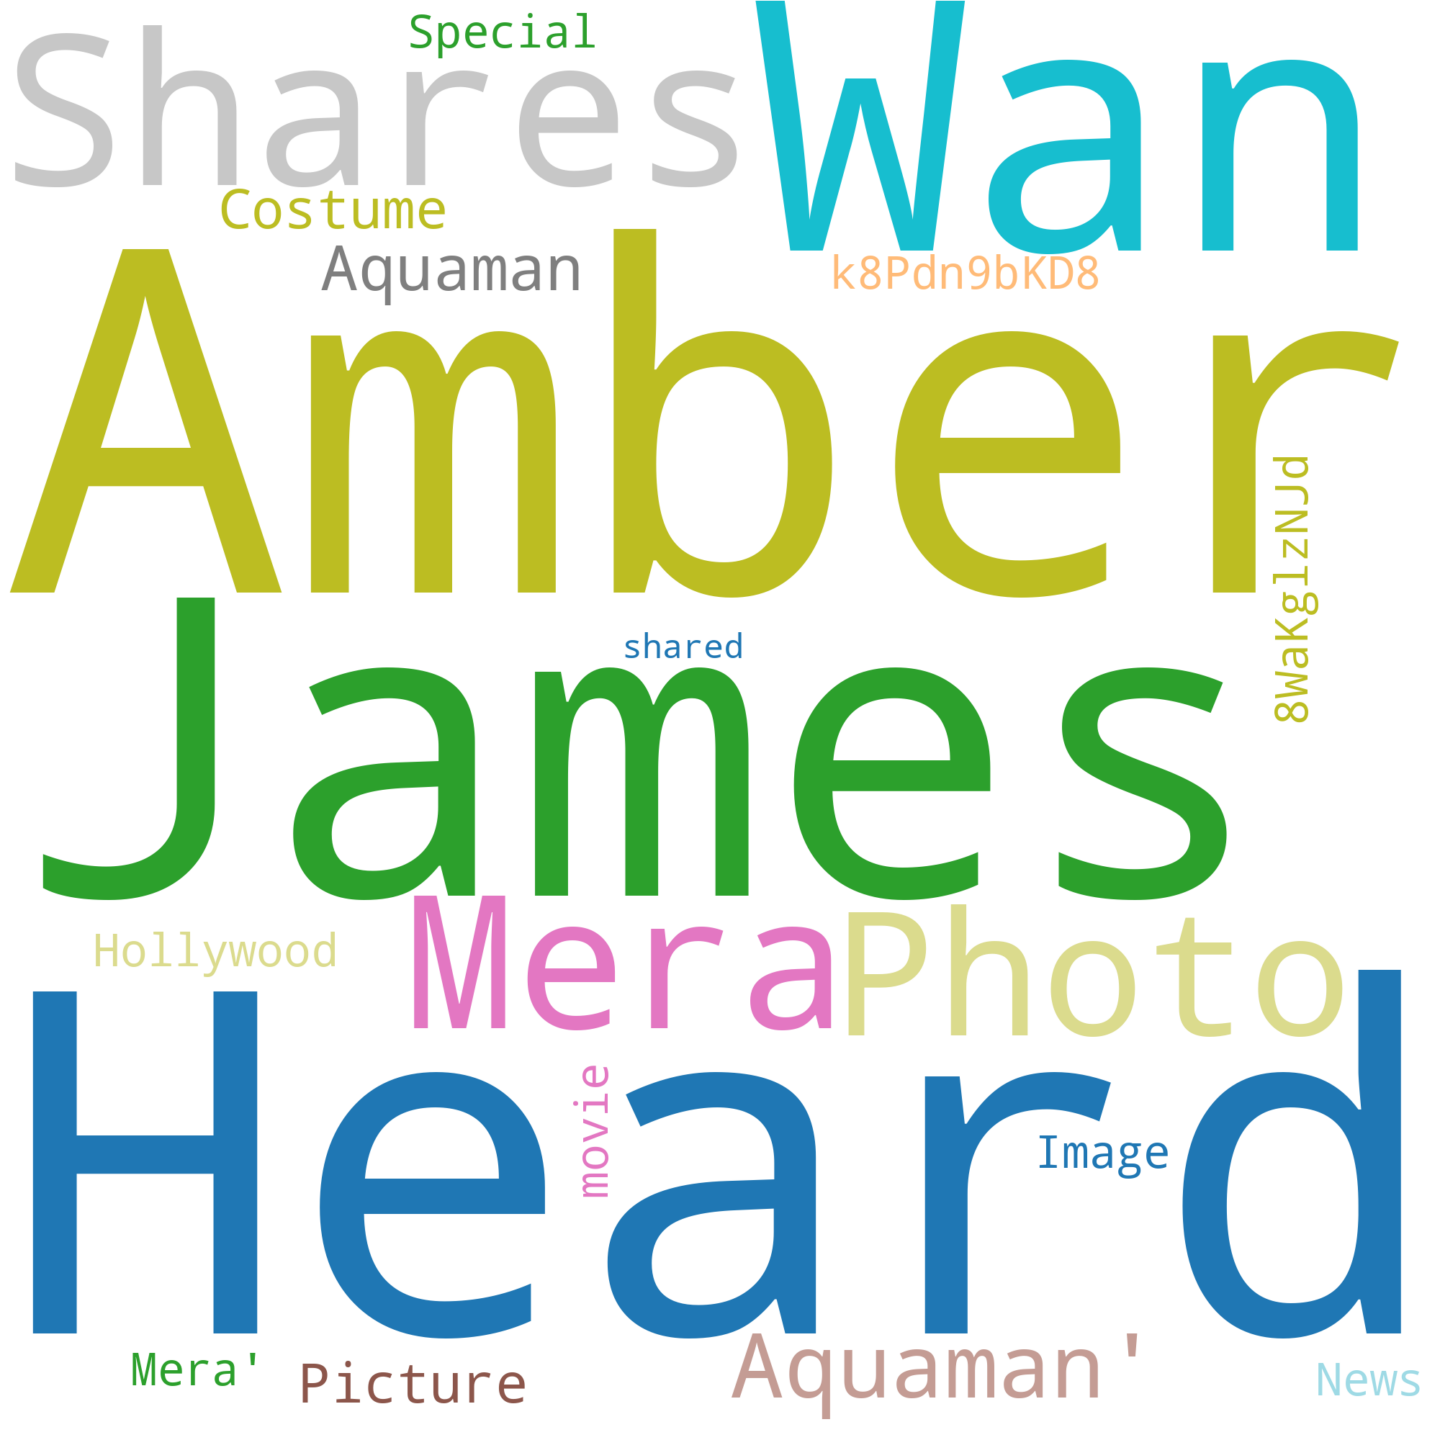 Special
Shares
Wan
Costume
Aquaman
k8Pdn9bKD8
Amber
8WaKglzNJd
James
shared
Mera
Photo
Hollywood
Heard
movie
Image
Mera'
Picture
Aquaman'
News